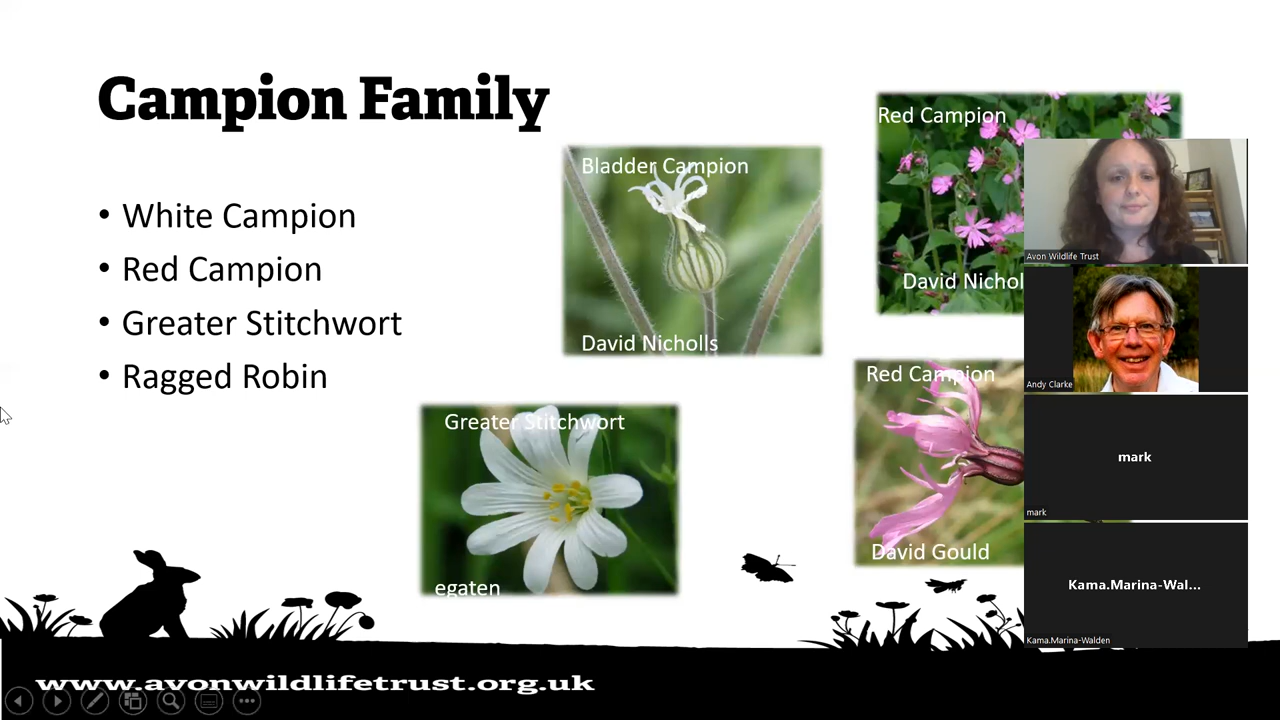 Campion Family
• White Campion
• Red Campion
• Greater Stitchwort
• Ragged Robin
Bladder Campion
David Nicholls
Red Campion
David Nichol
Greater Stitchwort
egaten
Red Campion
David Gould
Avon Wildlife Trust
Andy Clarke
mark
mark
Kama.Marina-Wal...
Kama.Marina-Walden
www.avonwildlifetrust.org.uk